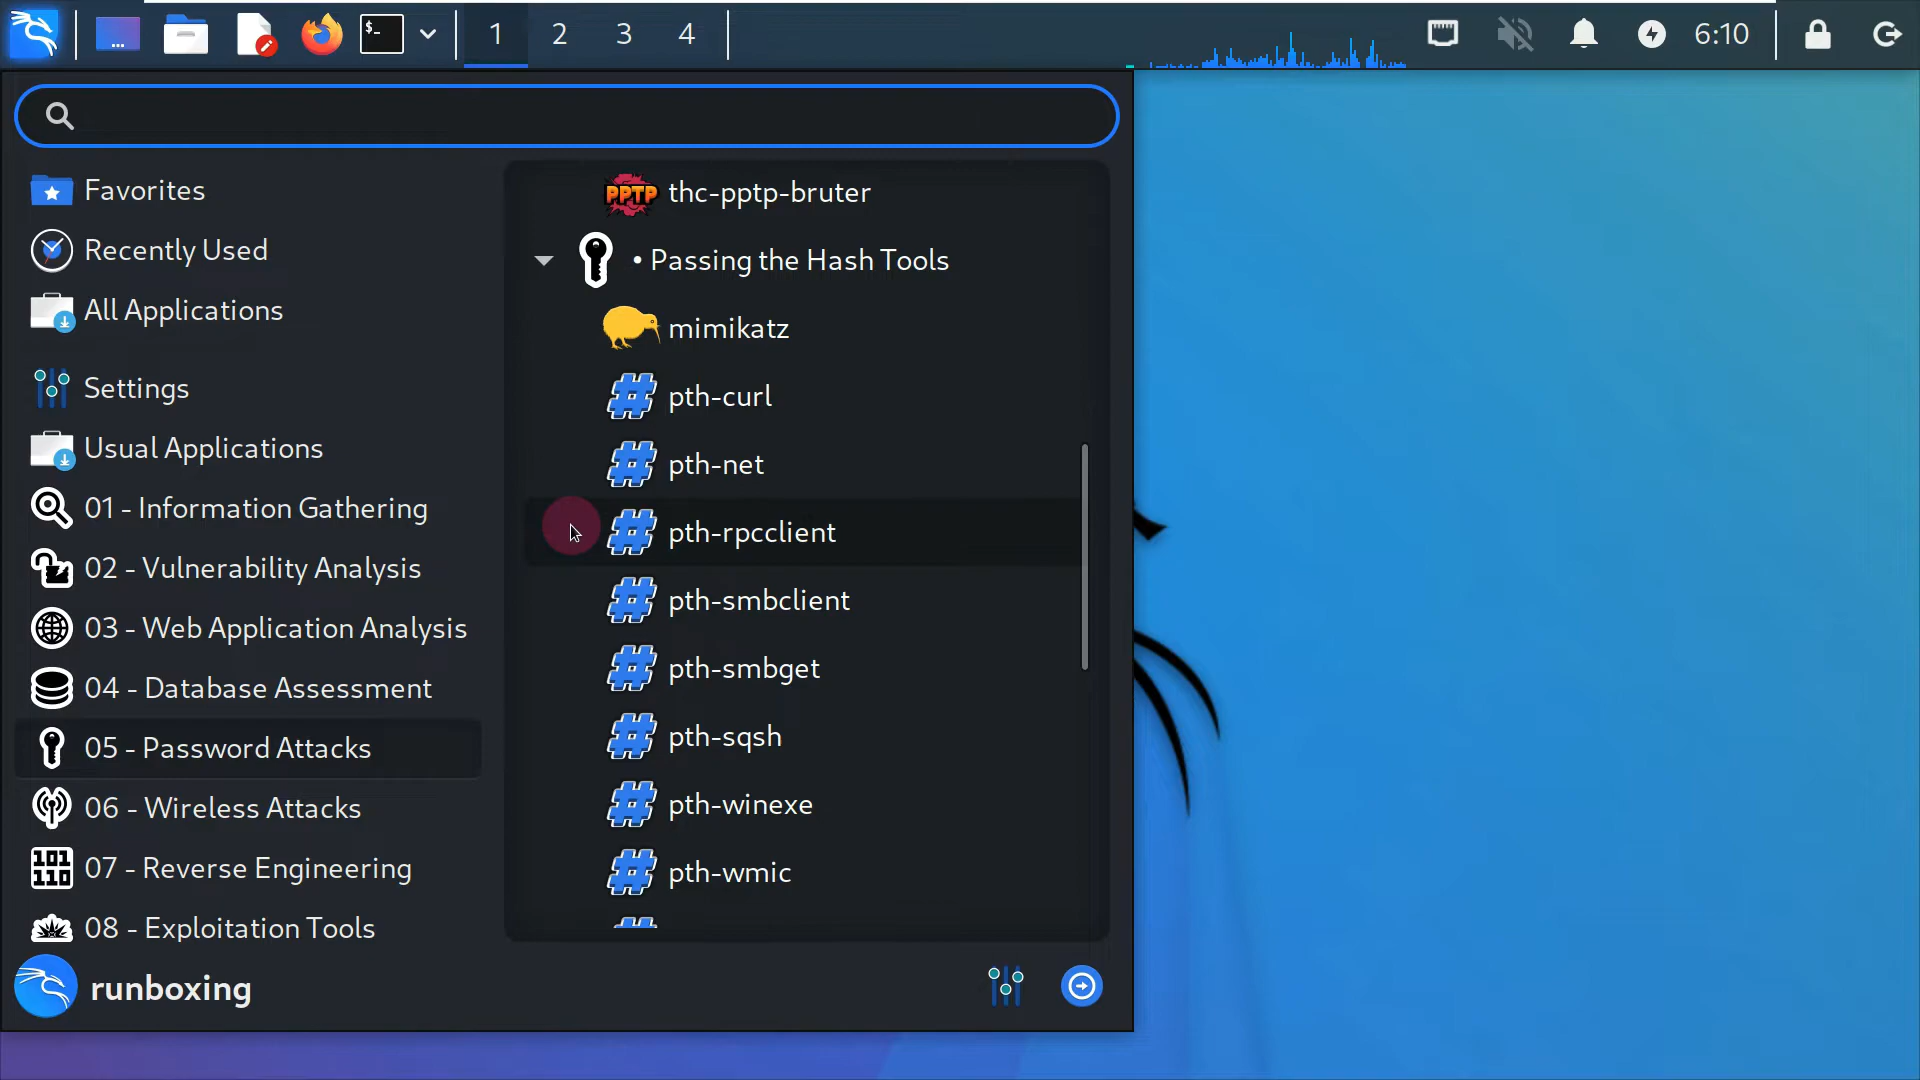 $-
1 2 3 4
6:10
Favorites
Recently Used
All Applications
Settings
Usual Applications
01 - Information Gathering
02 - Vulnerability Analysis
03 - Web Application Analysis
04 - Database Assessment
05 - Password Attacks
06 - Wireless Attacks
07 - Reverse Engineering
08 - Exploitation Tools
PPTP thc-pptp-bruter
• Passing the Hash Tools
mimikatz
# pth-curl
# pth-net
# pth-rpcclient
# pth-smbclient
# pth-smbget
# pth-sqsh
# pth-winexe
# pth-wmic
runboxing